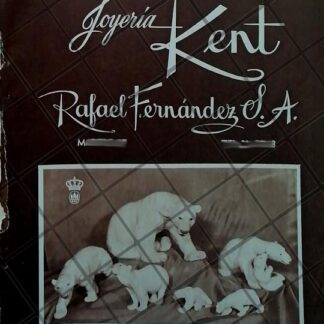 Joyería
Kent
Rafael Fernández S.A.